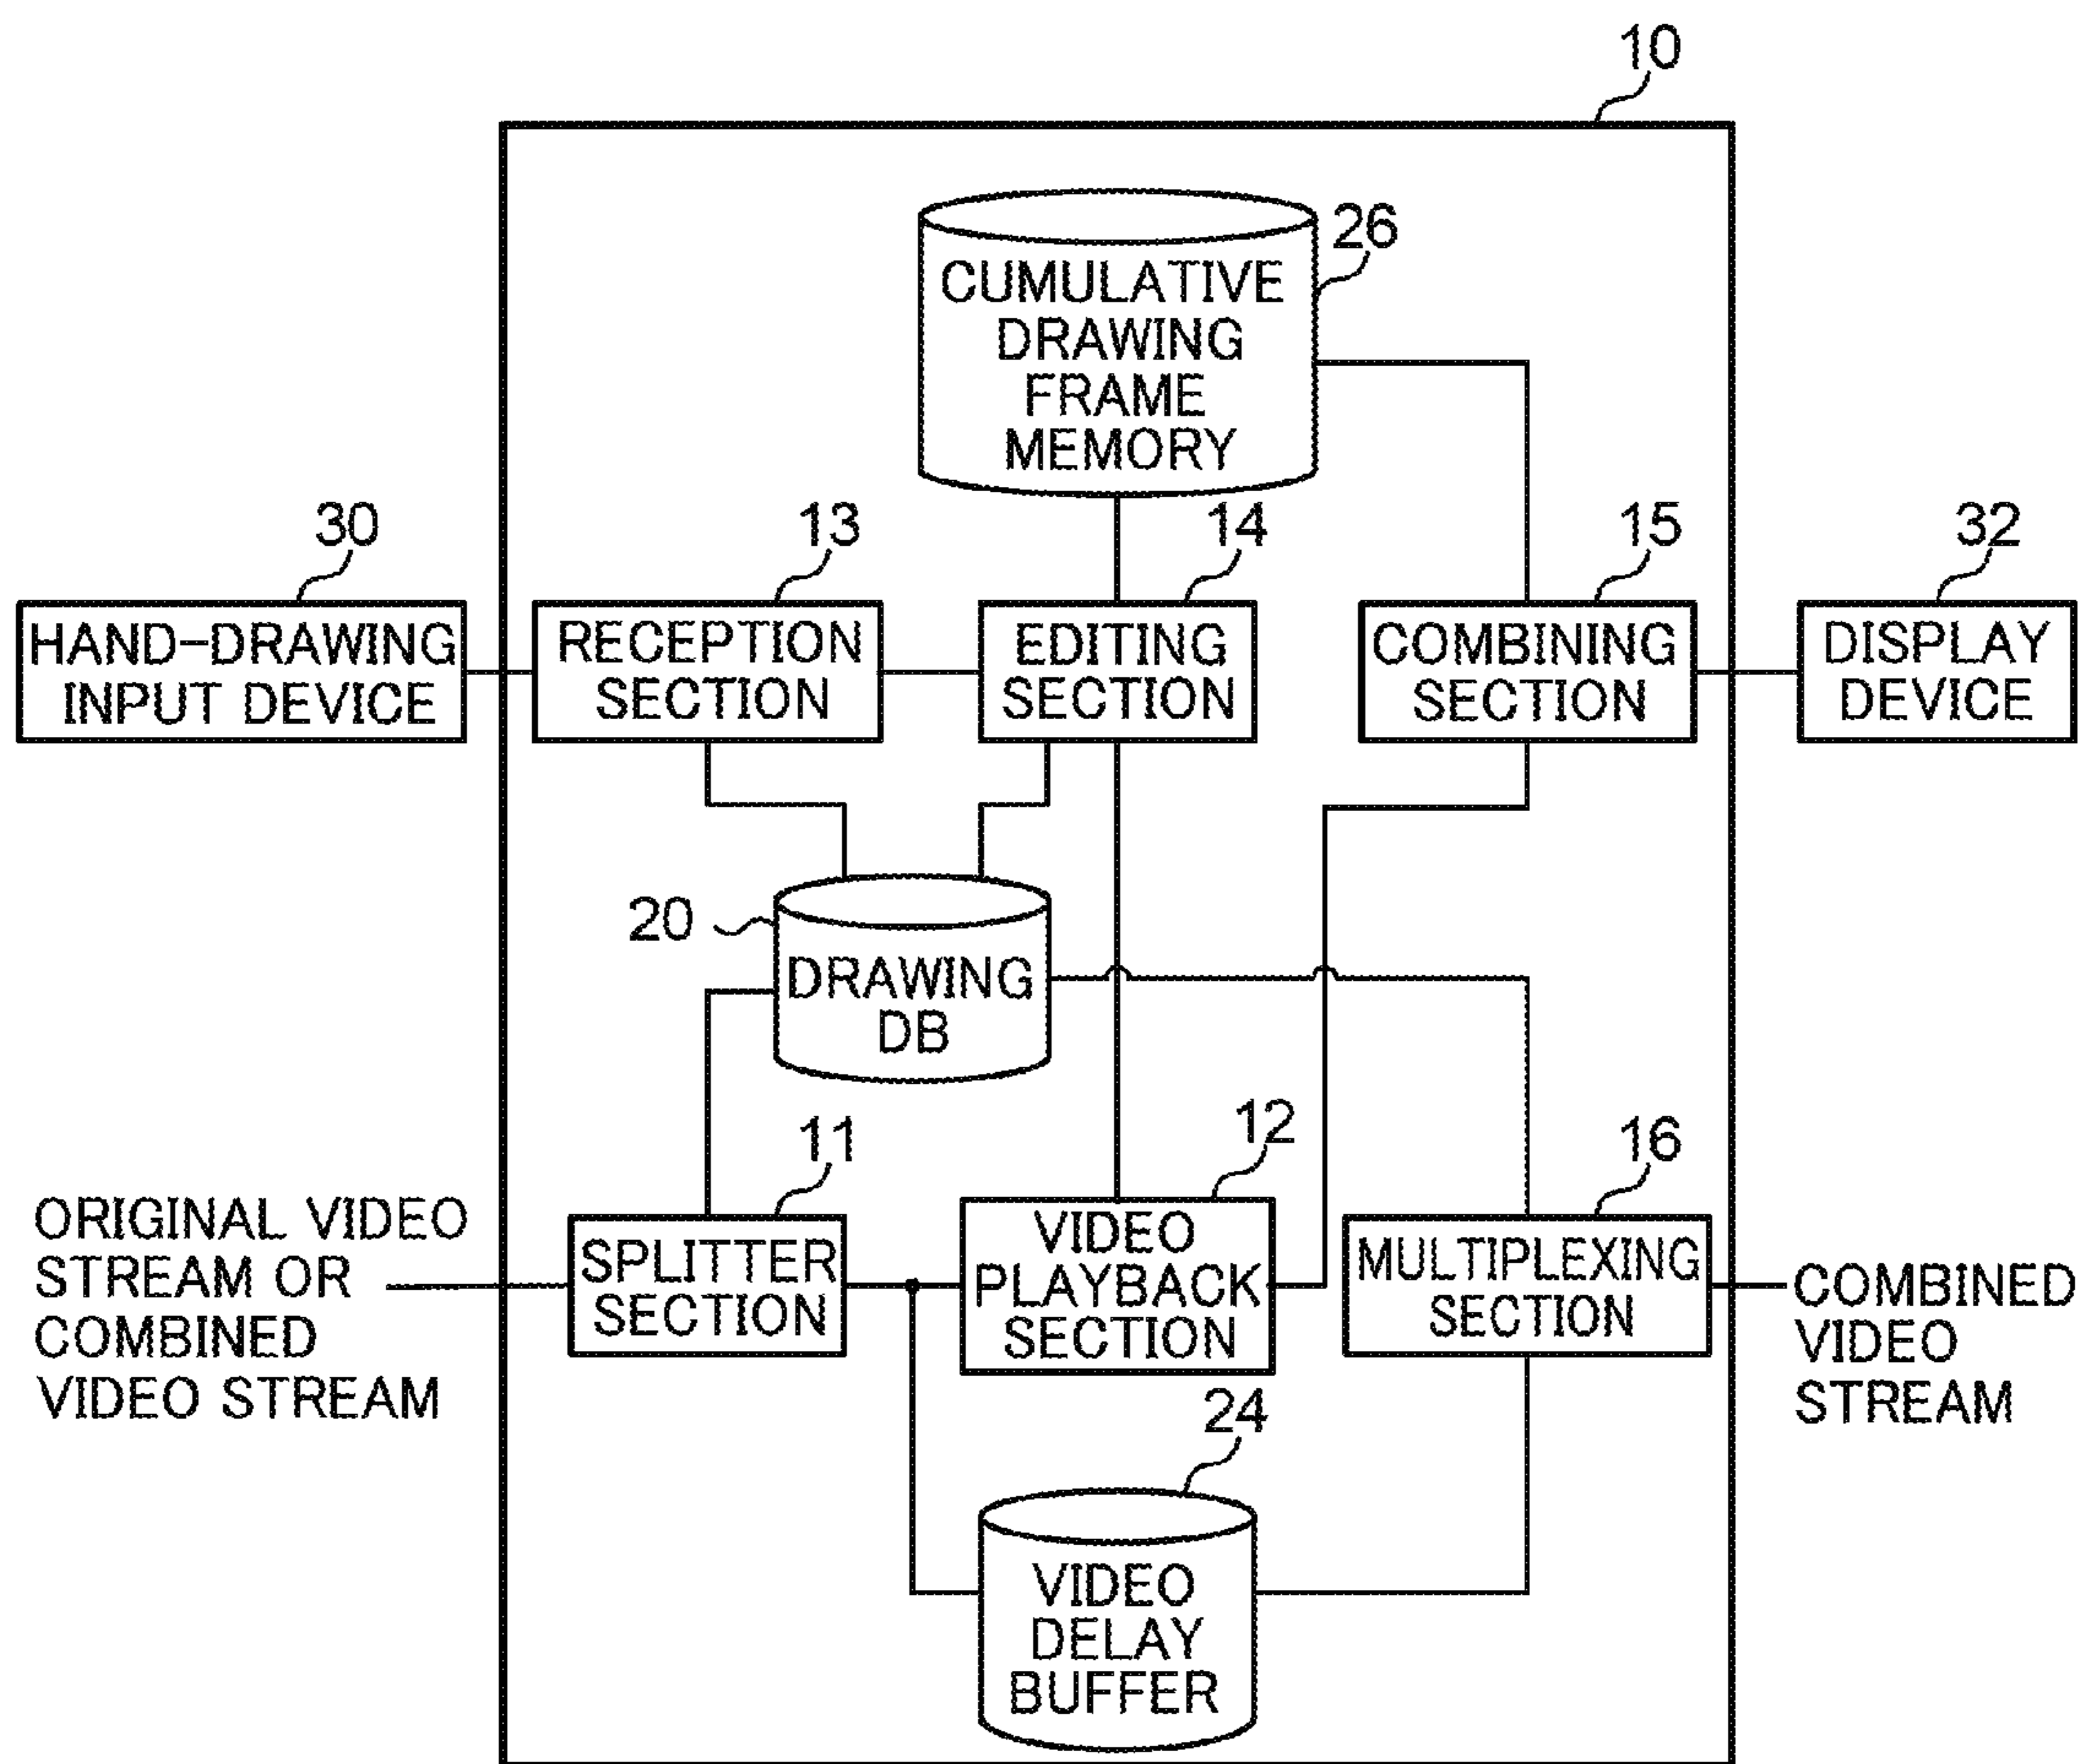 10
CUMULATIVE
DRAWING
FRAME
MEMORY
26
30
13
14
15
32
HAND-DRAWING
INPUT DEVICE
RECEPTION
SECTION
EDITING
SECTION
COMBINING
SECTION
DISPLAY
DEVICE
20
DRAWING
DB
11
12
16
ORIGINAL VIDEO
STREAM OR
COMBINED
VIDEO STREAM
SPLITTER
SECTION
VIDEO
PLAYBACK
SECTION
MULTIPLEXING
SECTION
COMBINED
VIDEO
STREAM
24
VIDEO
DELAY
BUFFER